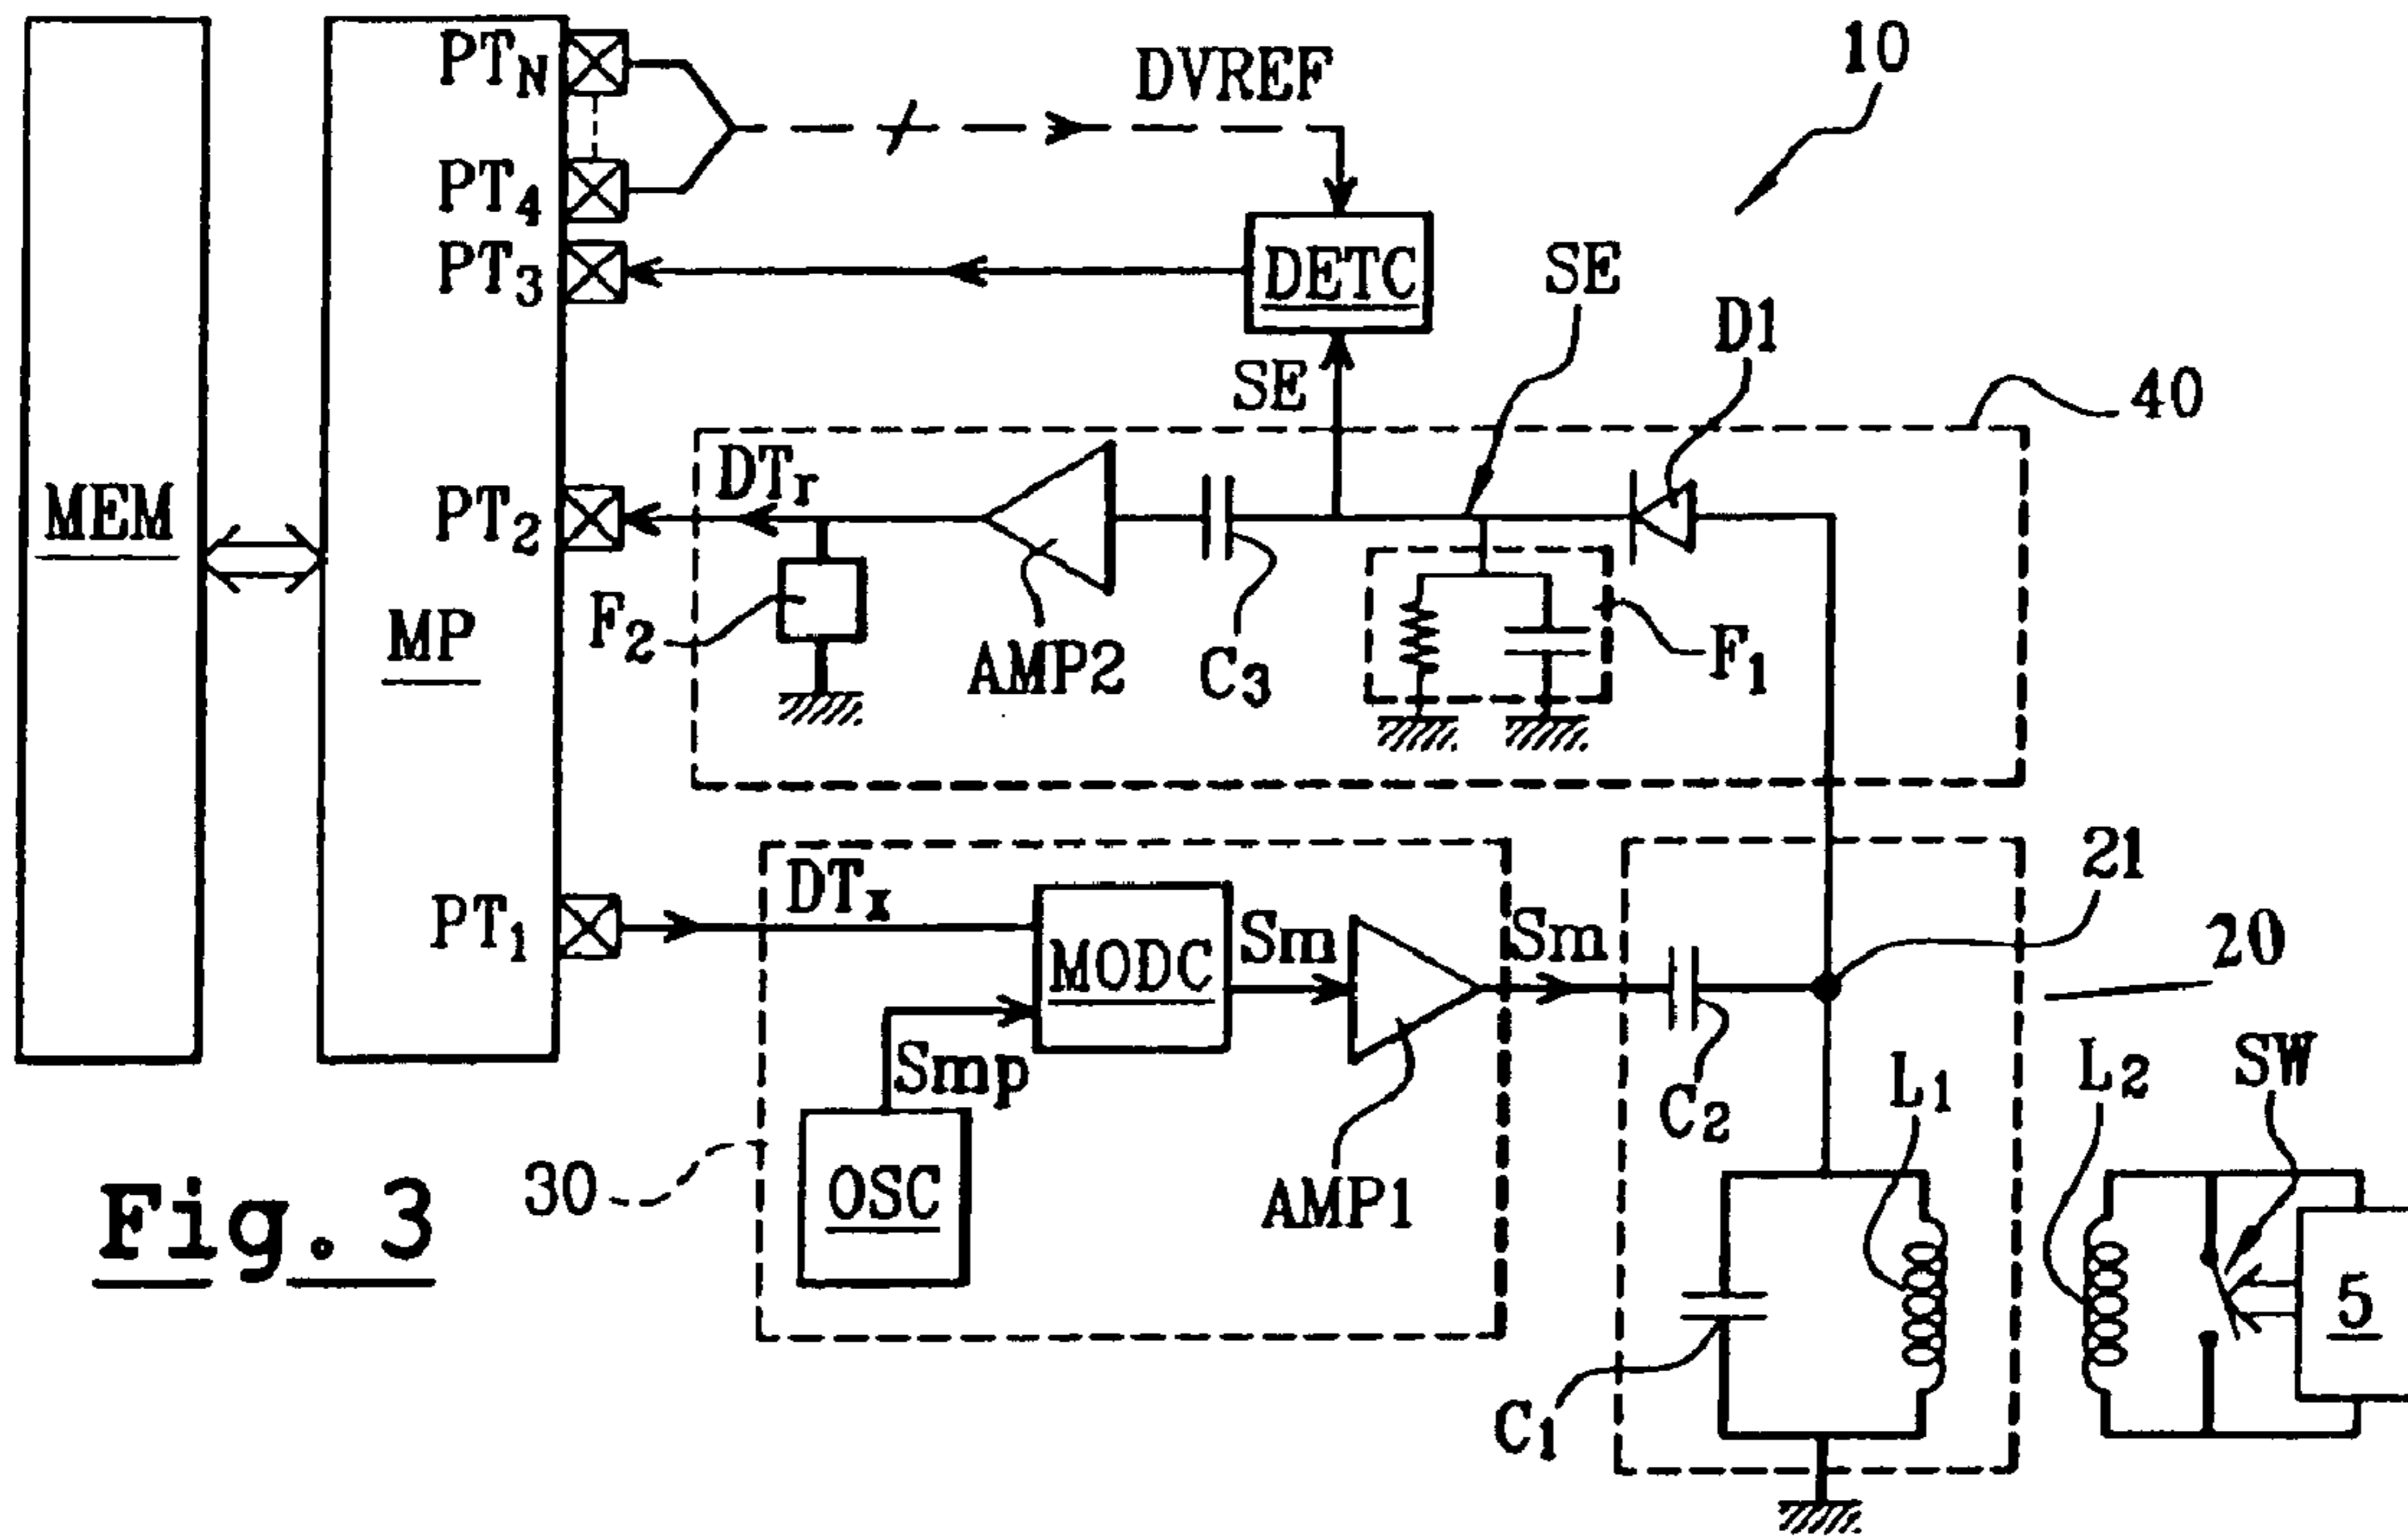 PTN
DVREF
10
PT4
PT3
DETC
SE
D1
SE
40
MEM
PT2
DTr
MP
F2
AMP2
C3
F1
PT1
DTx
MODC
Sm
Sm
21
20
Smp
C2
L1
L2
SW
30
OSC
AMP1
5
C1
Fig. 3